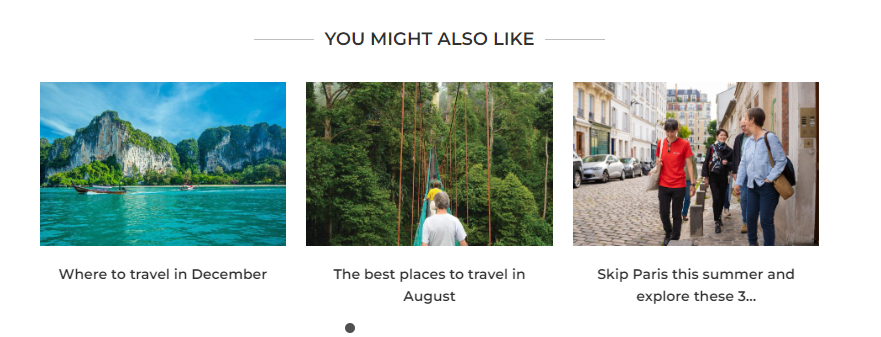 YOU MIGHT ALSO LIKE
Where to travel in December
The best places to travel in
August
Skip Paris this summer and
explore these 3...